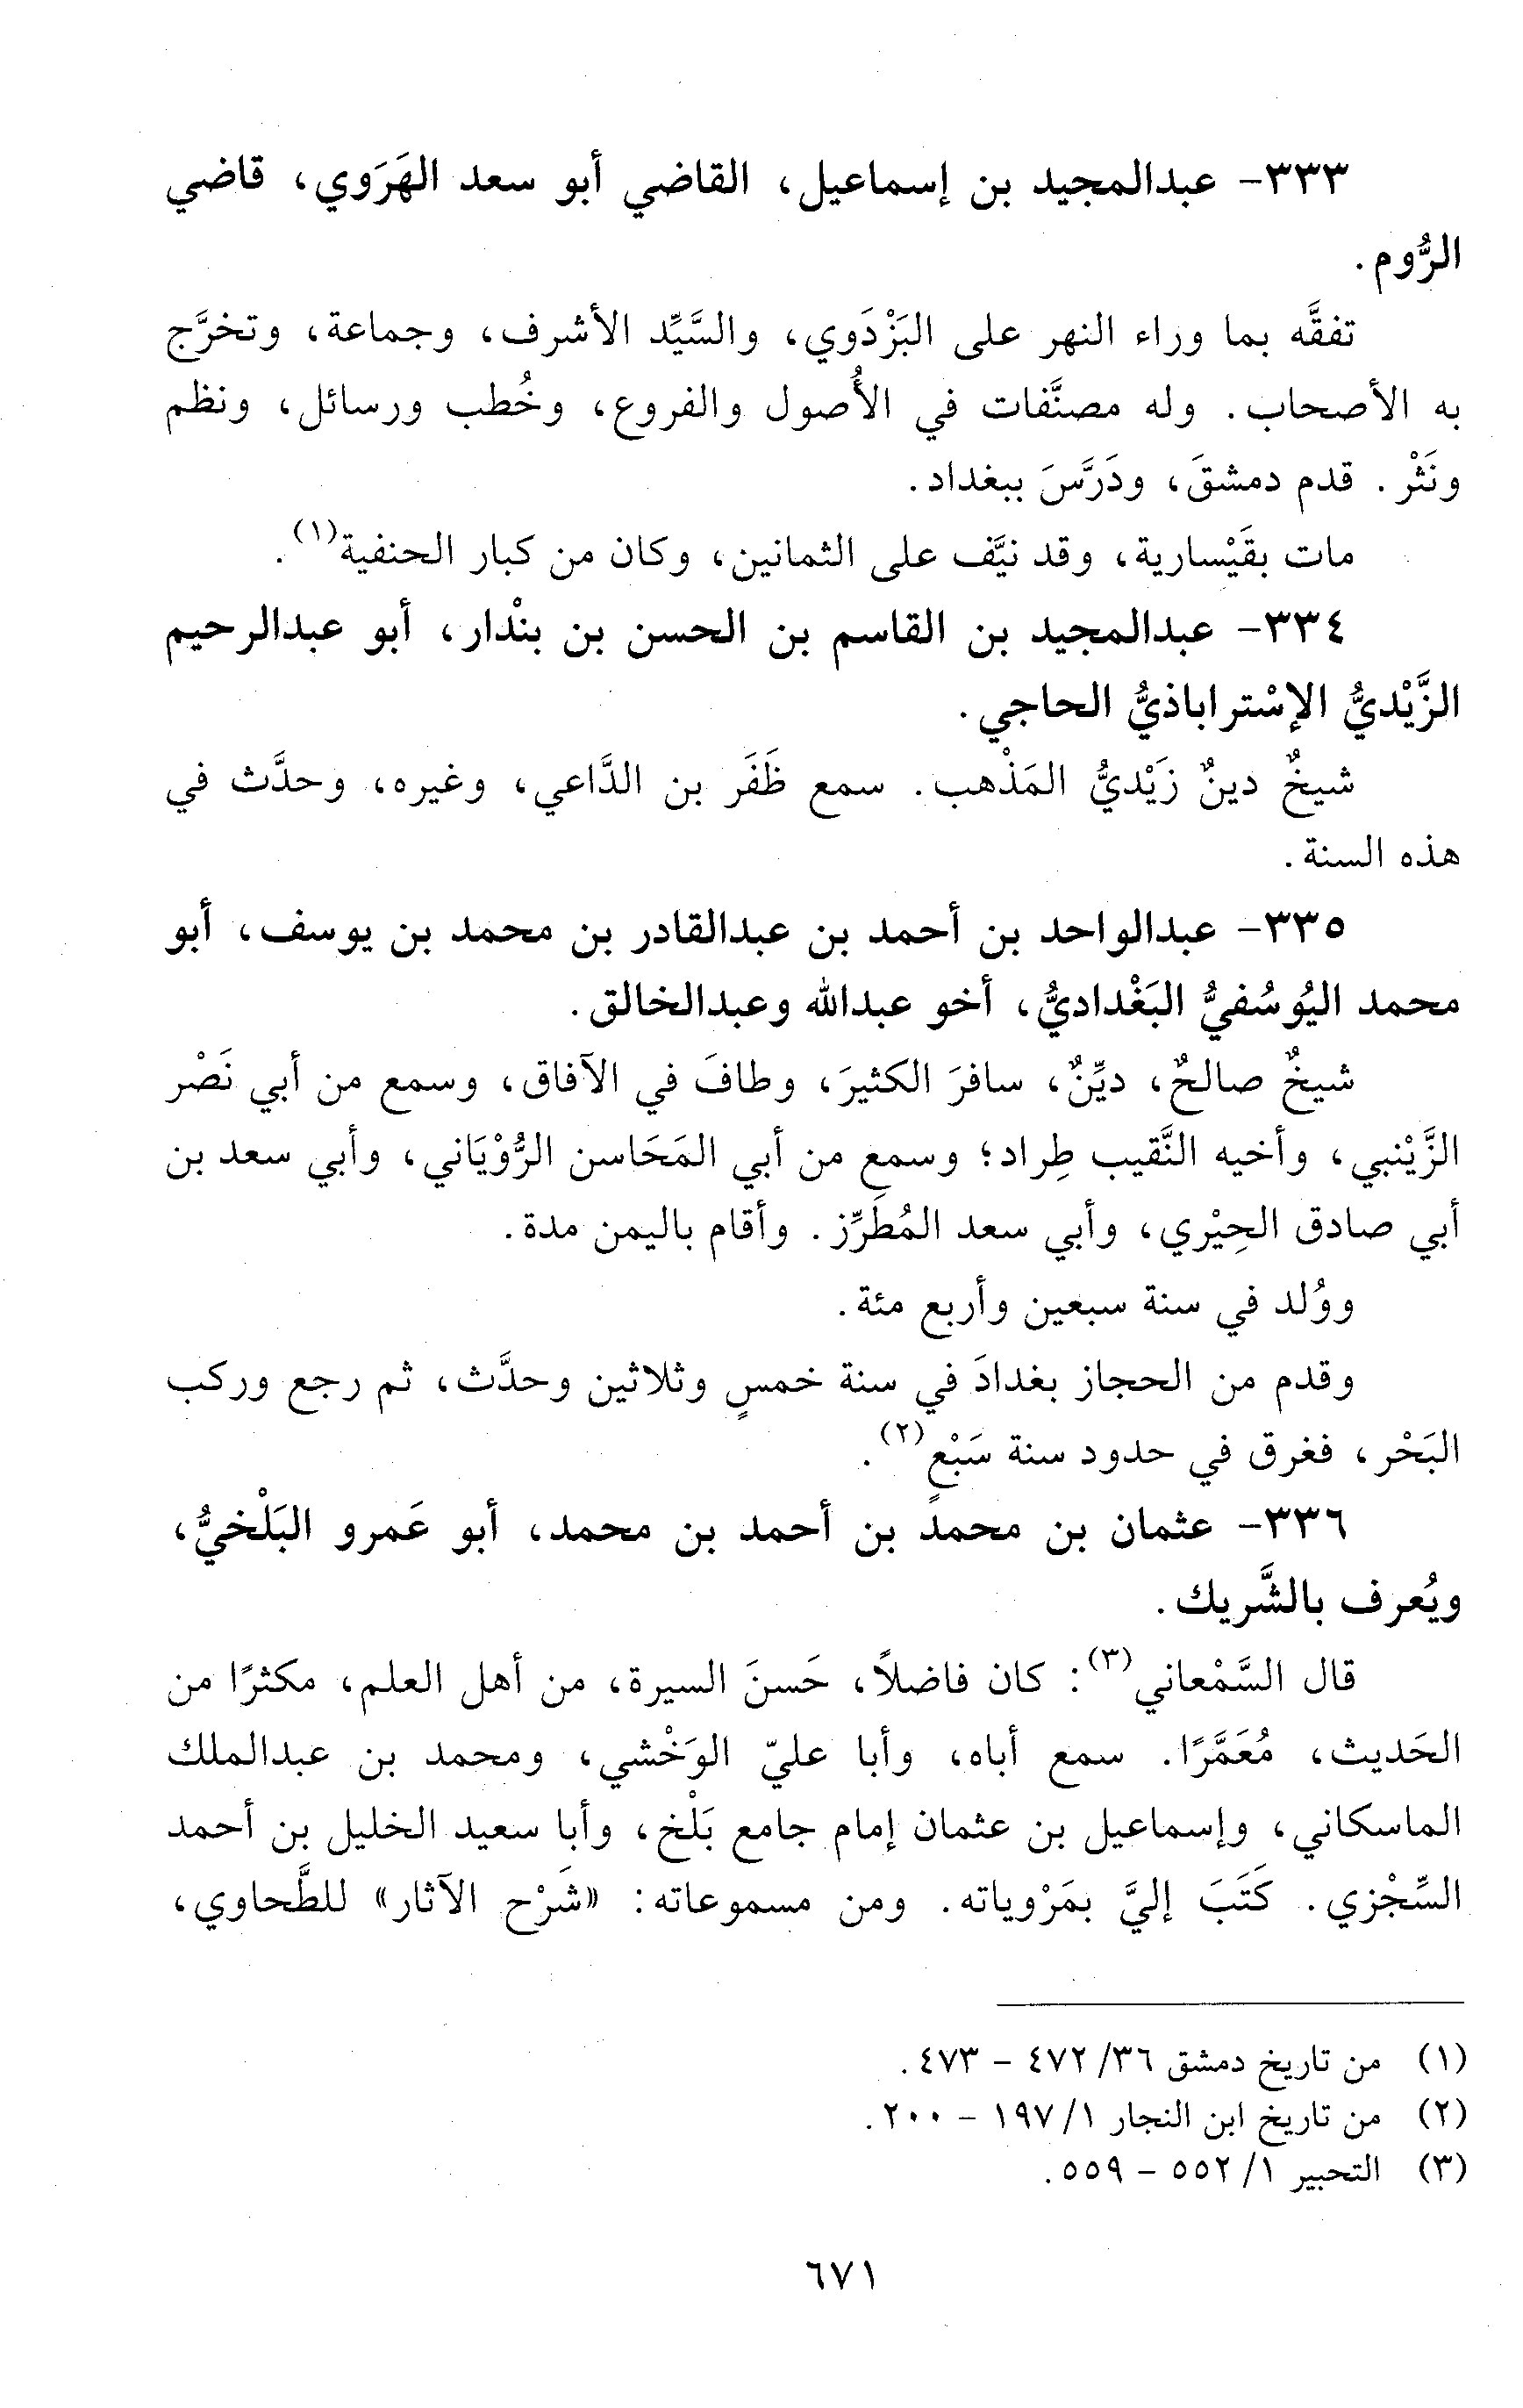 ٣٣٣- عبدالمجيد بن إسماعيل، القاضي أبو سعد الهَرَوي، قاضي
الرُّوم.
تفقَّه بما وراء النهر على البَزْدَوي، والسَّيِّد الأشرف، وجماعة، وتخرَّج
به الأصحاب. وله مصنَّفات في الأُصول والفروع، وخُطب ورسائل، ونظم
ونَثْر. قدم دمشقَ، ودَرَّسَ ببغداد.
مات بقَيْسارية، وقد نيَّف على الثمانين، وكان من كبار الحنفية(١).
٣٣٤- عبدالمجيد بن القاسم بن الحسن بن بنْدار، أبو عبدالرحيم
الزَّيْديُّ الإسْتراباذيُّ الحاجي.
شيخٌ دينٌ زَيْديُّ المَذْهب. سمع ظَفَر بن الدَّاعي، وغيره، وحدَّث في
هذه السنة.
٣٣٥- عبدالواحد بن أحمد بن عبدالقادر بن محمد بن يوسف، أبو
محمد اليُوسُفيُّ البَغْداديُّ، أخو عبدالله وعبدالخالق.
شيخٌ صالحٌ، ديِّنٌ، سافرَ الكثيرَ، وطافَ في الآفاق، وسمع من أبي نَصْر
الزَّيْنبي، وأخيه النَّقيب طِراد؛ وسمع من أبي المَحَاسن الرُّوْيَاني، وأبي سعد بن
أبي صادق الحِيْري، وأبي سعد المُطَرِّز. وأقام باليمن مدة.
ووُلد في سنة سبعين وأربع مئة.
وقدم من الحجاز بغدادَ في سنة خمسٍ وثلاثين وحدَّث، ثم رجع وركب
البَحْر، فغرق في حدود سنة سَبْعٍ(٢).
٣٣٦- عثمان بن محمد بن أحمد بن محمد، أبو عَمرو البَلْخيُّ،
ويُعرف بالشَّريك.
قال السَّمْعاني(٣): كان فاضلاً، حَسنَ السيرة، من أهل العلم، مكثرًا من
الحَديث، مُعَمَّرًا. سمع أباه، وأبا عليّ الوَخْشي، ومحمد بن عبدالملك
الماسكاني، وإسماعيل بن عثمان إمام جامع بَلْخ، وأبا سعيد الخليل بن أحمد
السِّجْزي. كَتَبَ إليَّ بمَرْوياته. ومن مسموعاته: «شَرْح الآثار» للطَّحاوي،
(١) من تاريخ دمشق ٣٦/ ٤٧٢ - ٤٧٣.
(٢) من تاريخ ابن النجار ١/ ١٩٧ - ٢٠٠.
(٣) التحبير ١/ ٥٥٢ - ٥٥٩.
٦٧١